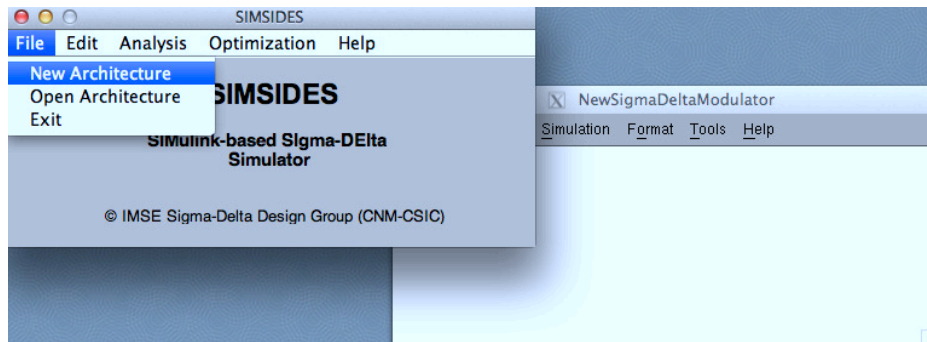 SIMSIDES
File Edit Analysis Optimization Help
New Architecture
Open Architecture
Exit
SIMSIDES
SIMulink-based SIgma-DElta
Simulator
© IMSE Sigma-Delta Design Group (CNM-CSIC)
NewSigmaDeltaModulator
Simulation Format Tools Help